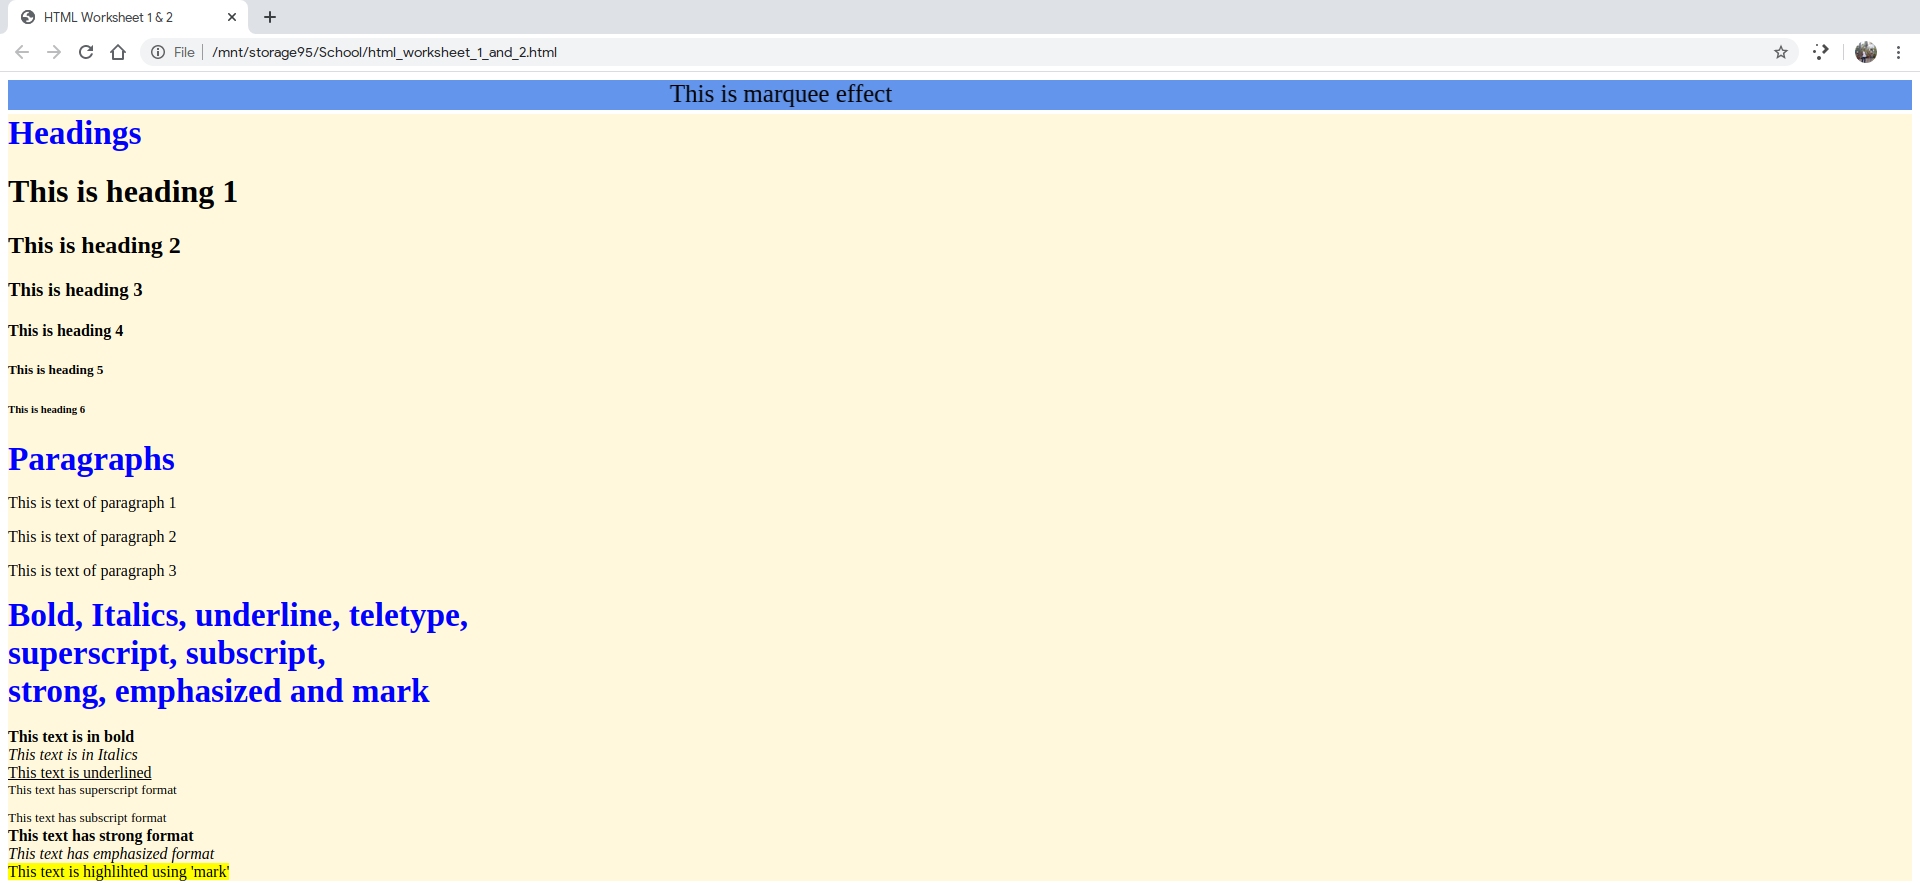 HTML Worksheet 1 & 2
File /mnt/storage95/School/html_worksheet_1_and_2.html
This is marquee effect
Headings
This is heading 1
This is heading 2
This is heading 3
This is heading 4
This is heading 5
This is heading 6
Paragraphs
This is text of paragraph 1
This is text of paragraph 2
This is text of paragraph 3
Bold, Italics, underline, teletype,
superscript, subscript,
strong, emphasized and mark
This text is in bold
This text is in Italics
This text is underlined
This text has superscript format
This text has subscript format
This text has strong format
This text has emphasized format
This text is highlihted using 'mark'